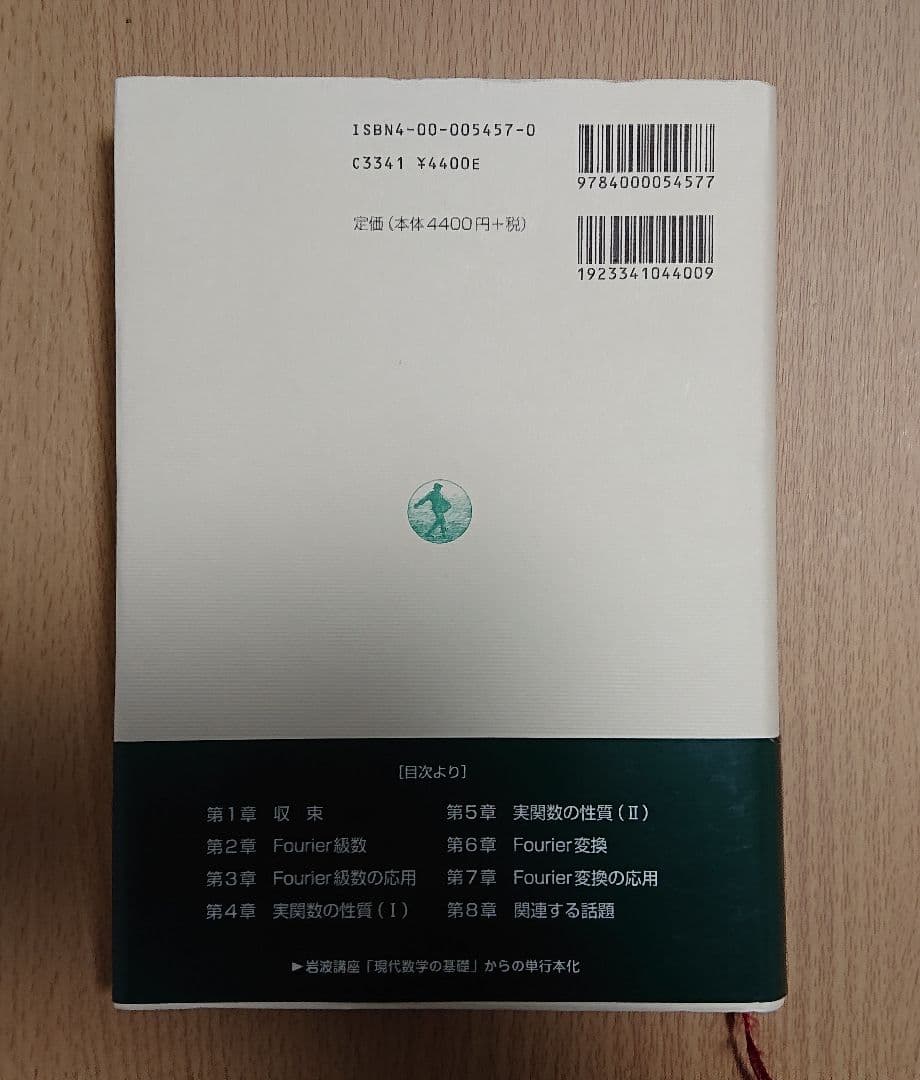 ISBN4-00-005457-0
C3341 ¥4400E
9784000054577
定価(本体4400円+税)
1923341044009
[目次より]
第1章 収 束
第2章 Fourier級数
第3章 Fourier級数の応用
第4章 実関数の性質(Ⅰ)
第5章 実関数の性質(Ⅱ)
第6章 Fourier変換
第7章 Fourier変換の応用
第8章 関連する話題
▶岩波講座「現代数学の基礎」からの単行本化